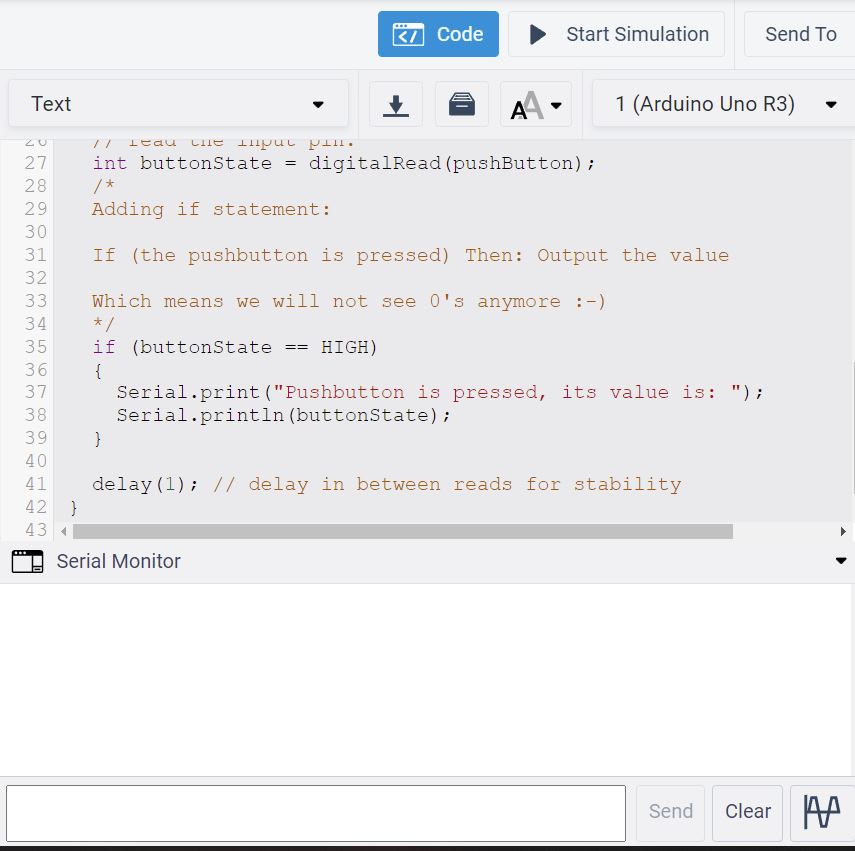 Code
Start Simulation
Send To
Text
1 (Arduino Uno R3)
26 // read the input pin:
27 int buttonState = digitalRead(pushButton);
28 /*
29 Adding if statement:
30
31 If (the pushbutton is pressed) Then: Output the value
32
33 Which means we will not see 0's anymore :-)
34 */
35 if (buttonState == HIGH)
36 {
37 Serial.print("Pushbutton is pressed, its value is: ");
38 Serial.println(buttonState);
39 }
40
41 delay(1); // delay in between reads for stability
42 }
43
Serial Monitor
Send
Clear